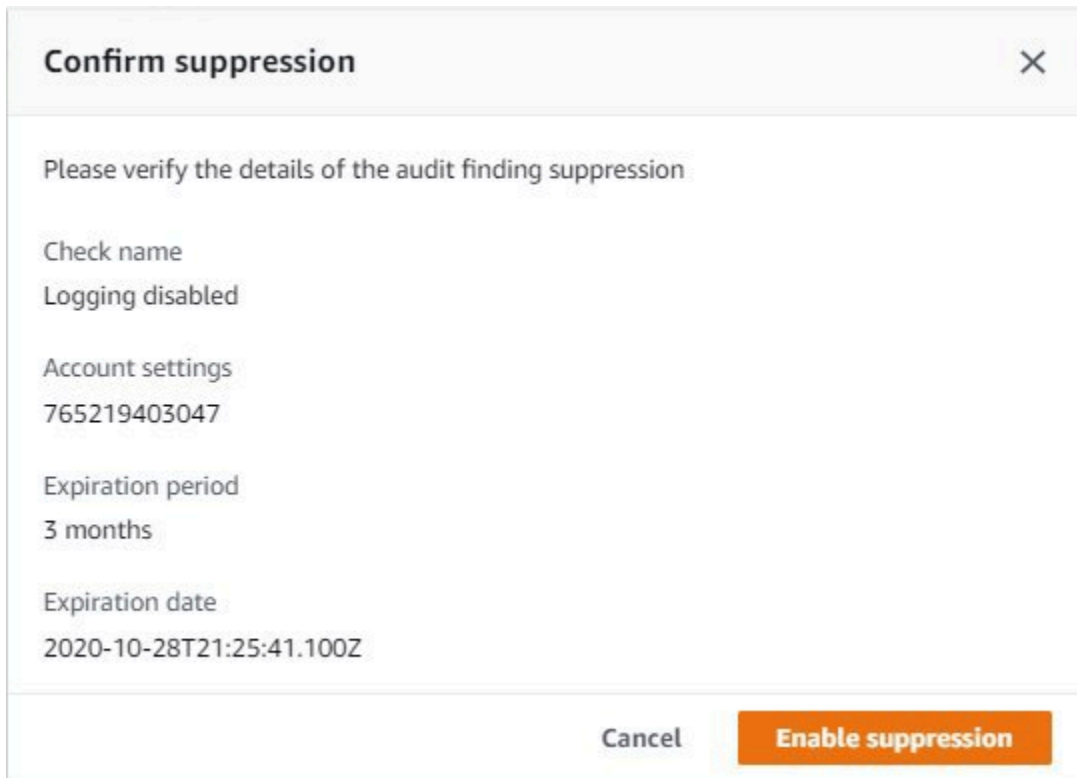 Confirm suppression
Please verify the details of the audit finding suppression
Check name
Logging disabled
Account settings
765219403047
Expiration period
3 months
Expiration date
2020-10-28T21:25:41.100Z
Cancel
Enable suppression